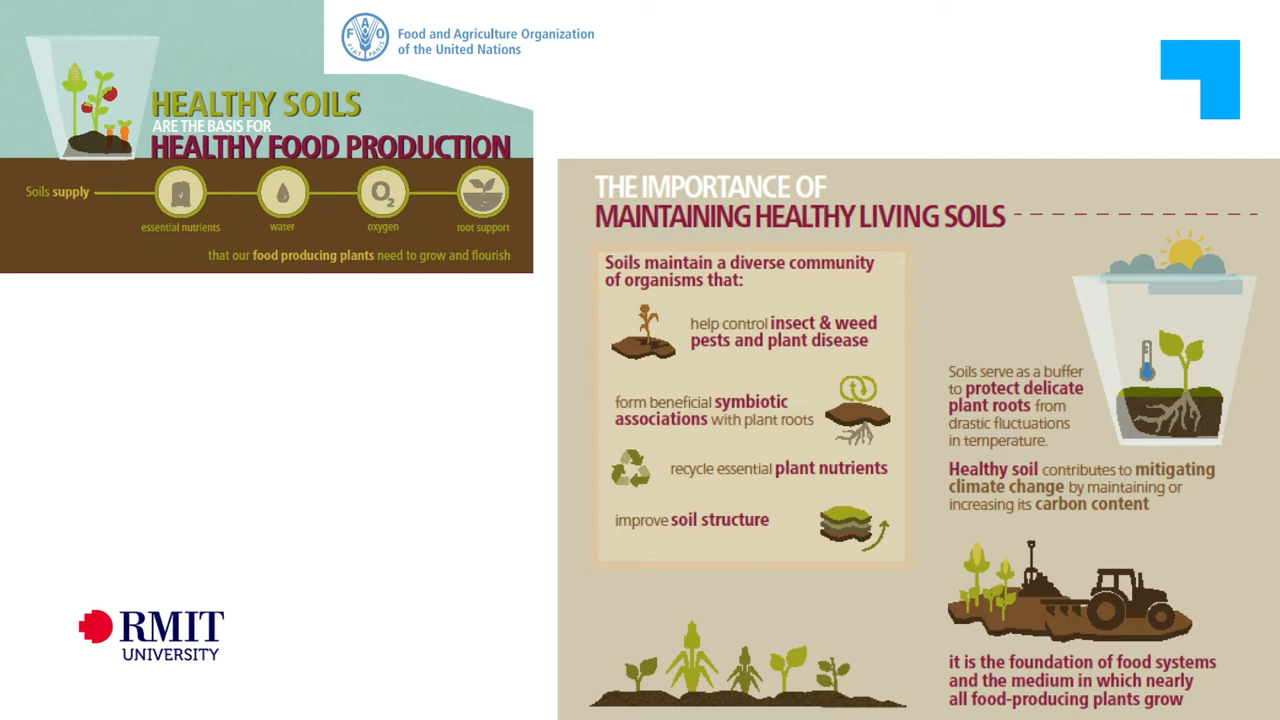 FAO
FIAT PANIS
Food and Agriculture Organization
of the United Nations
HEALTHY SOILS
ARE THE BASIS FOR
HEALTHY FOOD PRODUCTION
Soils supply
O2
essential nutrients
water
oxygen
root support
that our food producing plants need to grow and flourish
THE IMPORTANCE OF
MAINTAINING HEALTHY LIVING SOILS
Soils maintain a diverse community
of organisms that:
help control insect & weed
pests and plant disease
form beneficial symbiotic
associations with plant roots
recycle essential plant nutrients
improve soil structure
Soils serve as a buffer
to protect delicate
plant roots from
drastic fluctuations
in temperature.
Healthy soil contributes to mitigating
climate change by maintaining or
increasing its carbon content
it is the foundation of food systems
and the medium in which nearly
all food-producing plants grow
RMIT
UNIVERSITY